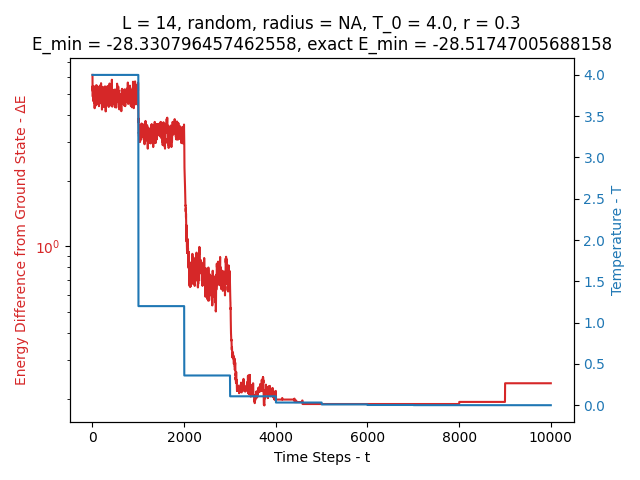 L = 14, random, radius = NA, T_0 = 4.0, r = 0.3
E_min = -28.330796457462558, exact E_min = -28.51747005688158
Energy Difference from Ground State - ΔE
10⁰
4.0
3.5
3.0
2.5
2.0
1.5
1.0
0.5
0.0
Temperature - T
0 2000 4000 6000 8000 10000
Time Steps - t